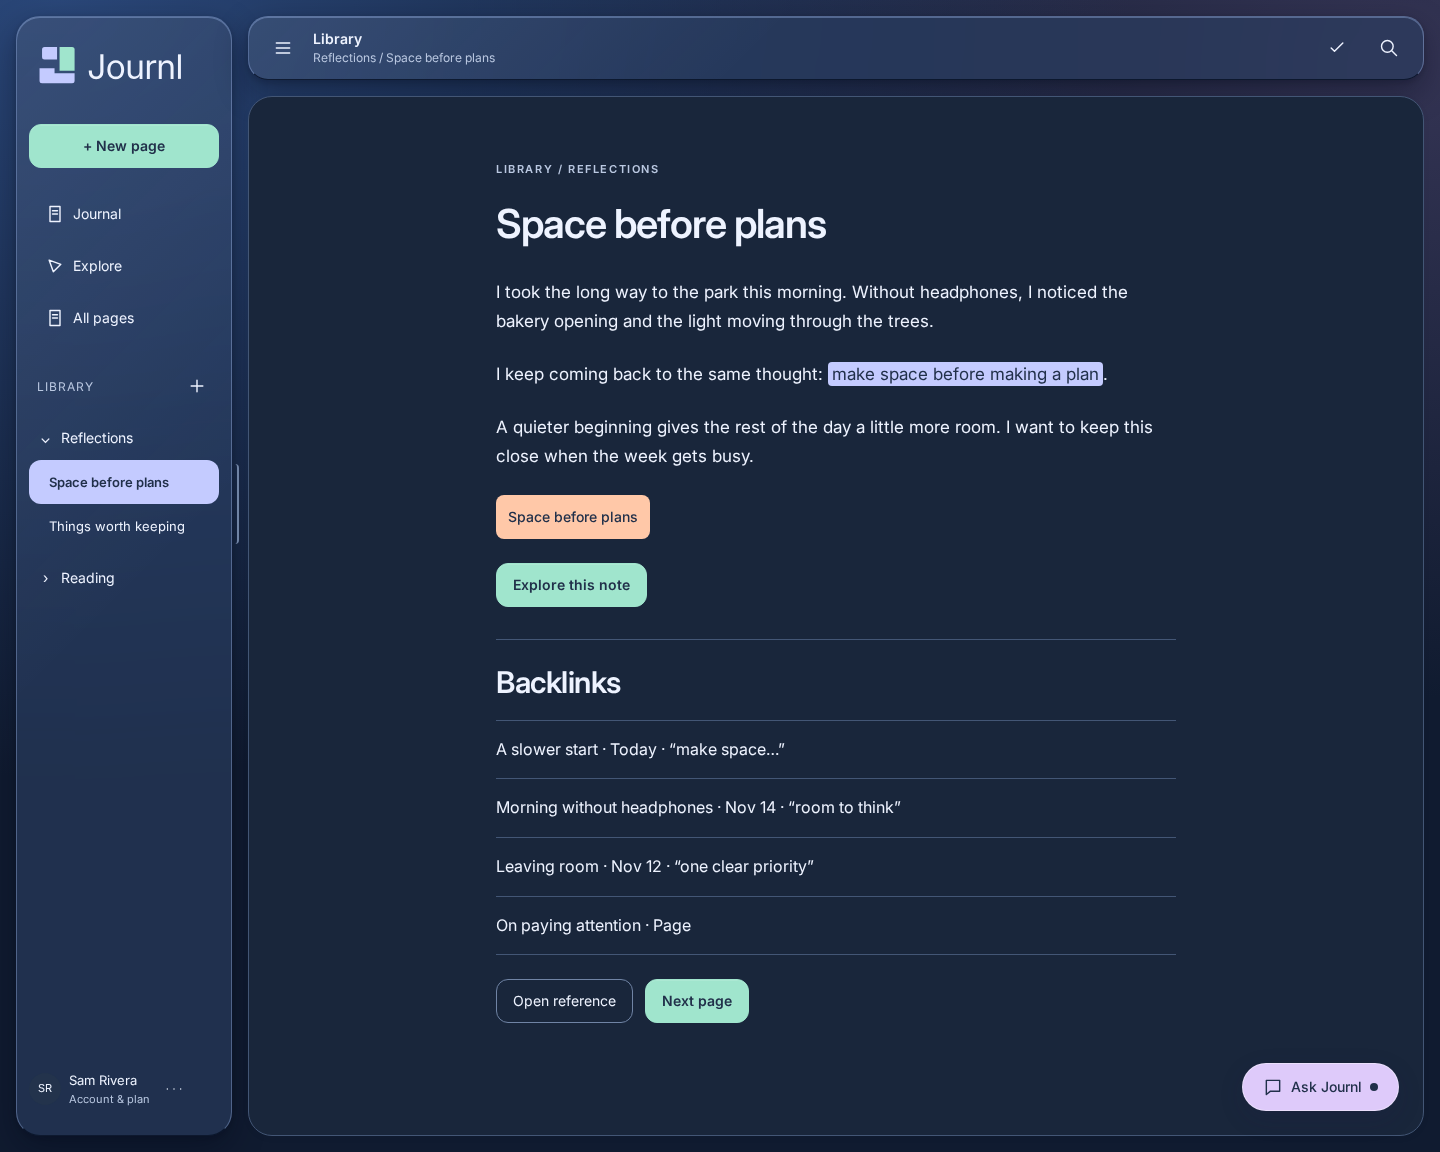 Journl
+ New page
Journal
Explore
All pages
LIBRARY
Reflections
Space before plans
Things worth keeping
Reading
SR
Sam Rivera
Account & plan
...
Library
Reflections / Space before plans
LIBRARY / REFLECTIONS
Space before plans
I took the long way to the park this morning. Without headphones, I noticed the
bakery opening and the light moving through the trees.
I keep coming back to the same thought: make space before making a plan.
A quieter beginning gives the rest of the day a little more room. I want to keep this
close when the week gets busy.
Space before plans
Explore this note
Backlinks
A slower start · Today · “make space…”
Morning without headphones · Nov 14 · “room to think”
Leaving room · Nov 12 · “one clear priority”
On paying attention · Page
Open reference
Next page
Ask Journl